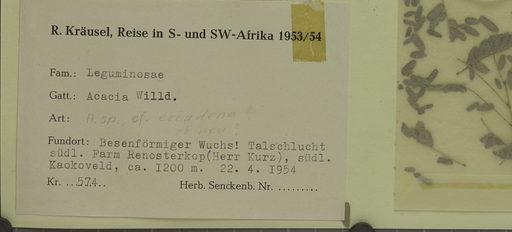 R. Kräusel, Reise in S- und SW-Afrika 1953/54
Fam.: Leguminosae
Gatt.: Acacia Willd.
Art: A. sp. cf.
Fundort: Besenförmiger Wuchs! Talschlucht
südl. Farm Renosterkop(Herr Kurz), südl.
Kaokoveld, ca. 1200 m. 22. 4. 1954
Kr. ...574.. Herb. Senckenb. Nr. .........